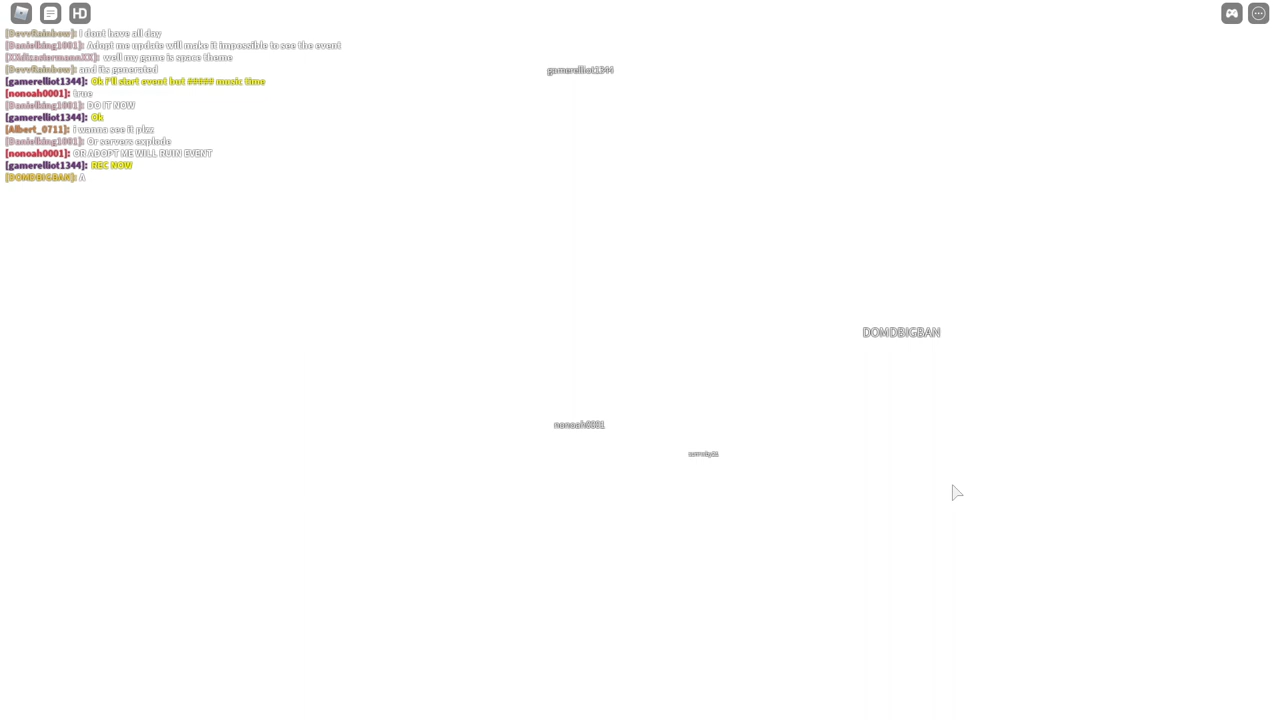 HD
[DevvRainbow]: I dont have all day
[Danielking1001]: Adopt me update will make it impossible to see the event
well my game is space theme
[DevvRainbow]: and its generated
[gamerelliot1344]: Ok I'll start event but ##### music time
[nonoah0001]: true
[Danielking1001]: DO IT NOW
[gamerelliot1344]: Ok
[Albert_0711]: i wanna see it plzz
[Danielking1001]: Or servers explode
[nonoah0001]: OR ADOPT ME WILL RUIN EVENT
[gamerelliot1344]: REC NOW
[DOMDBIGBAN]: A
gamerelliot1344
DOMDBIGBAN
nonoah0001